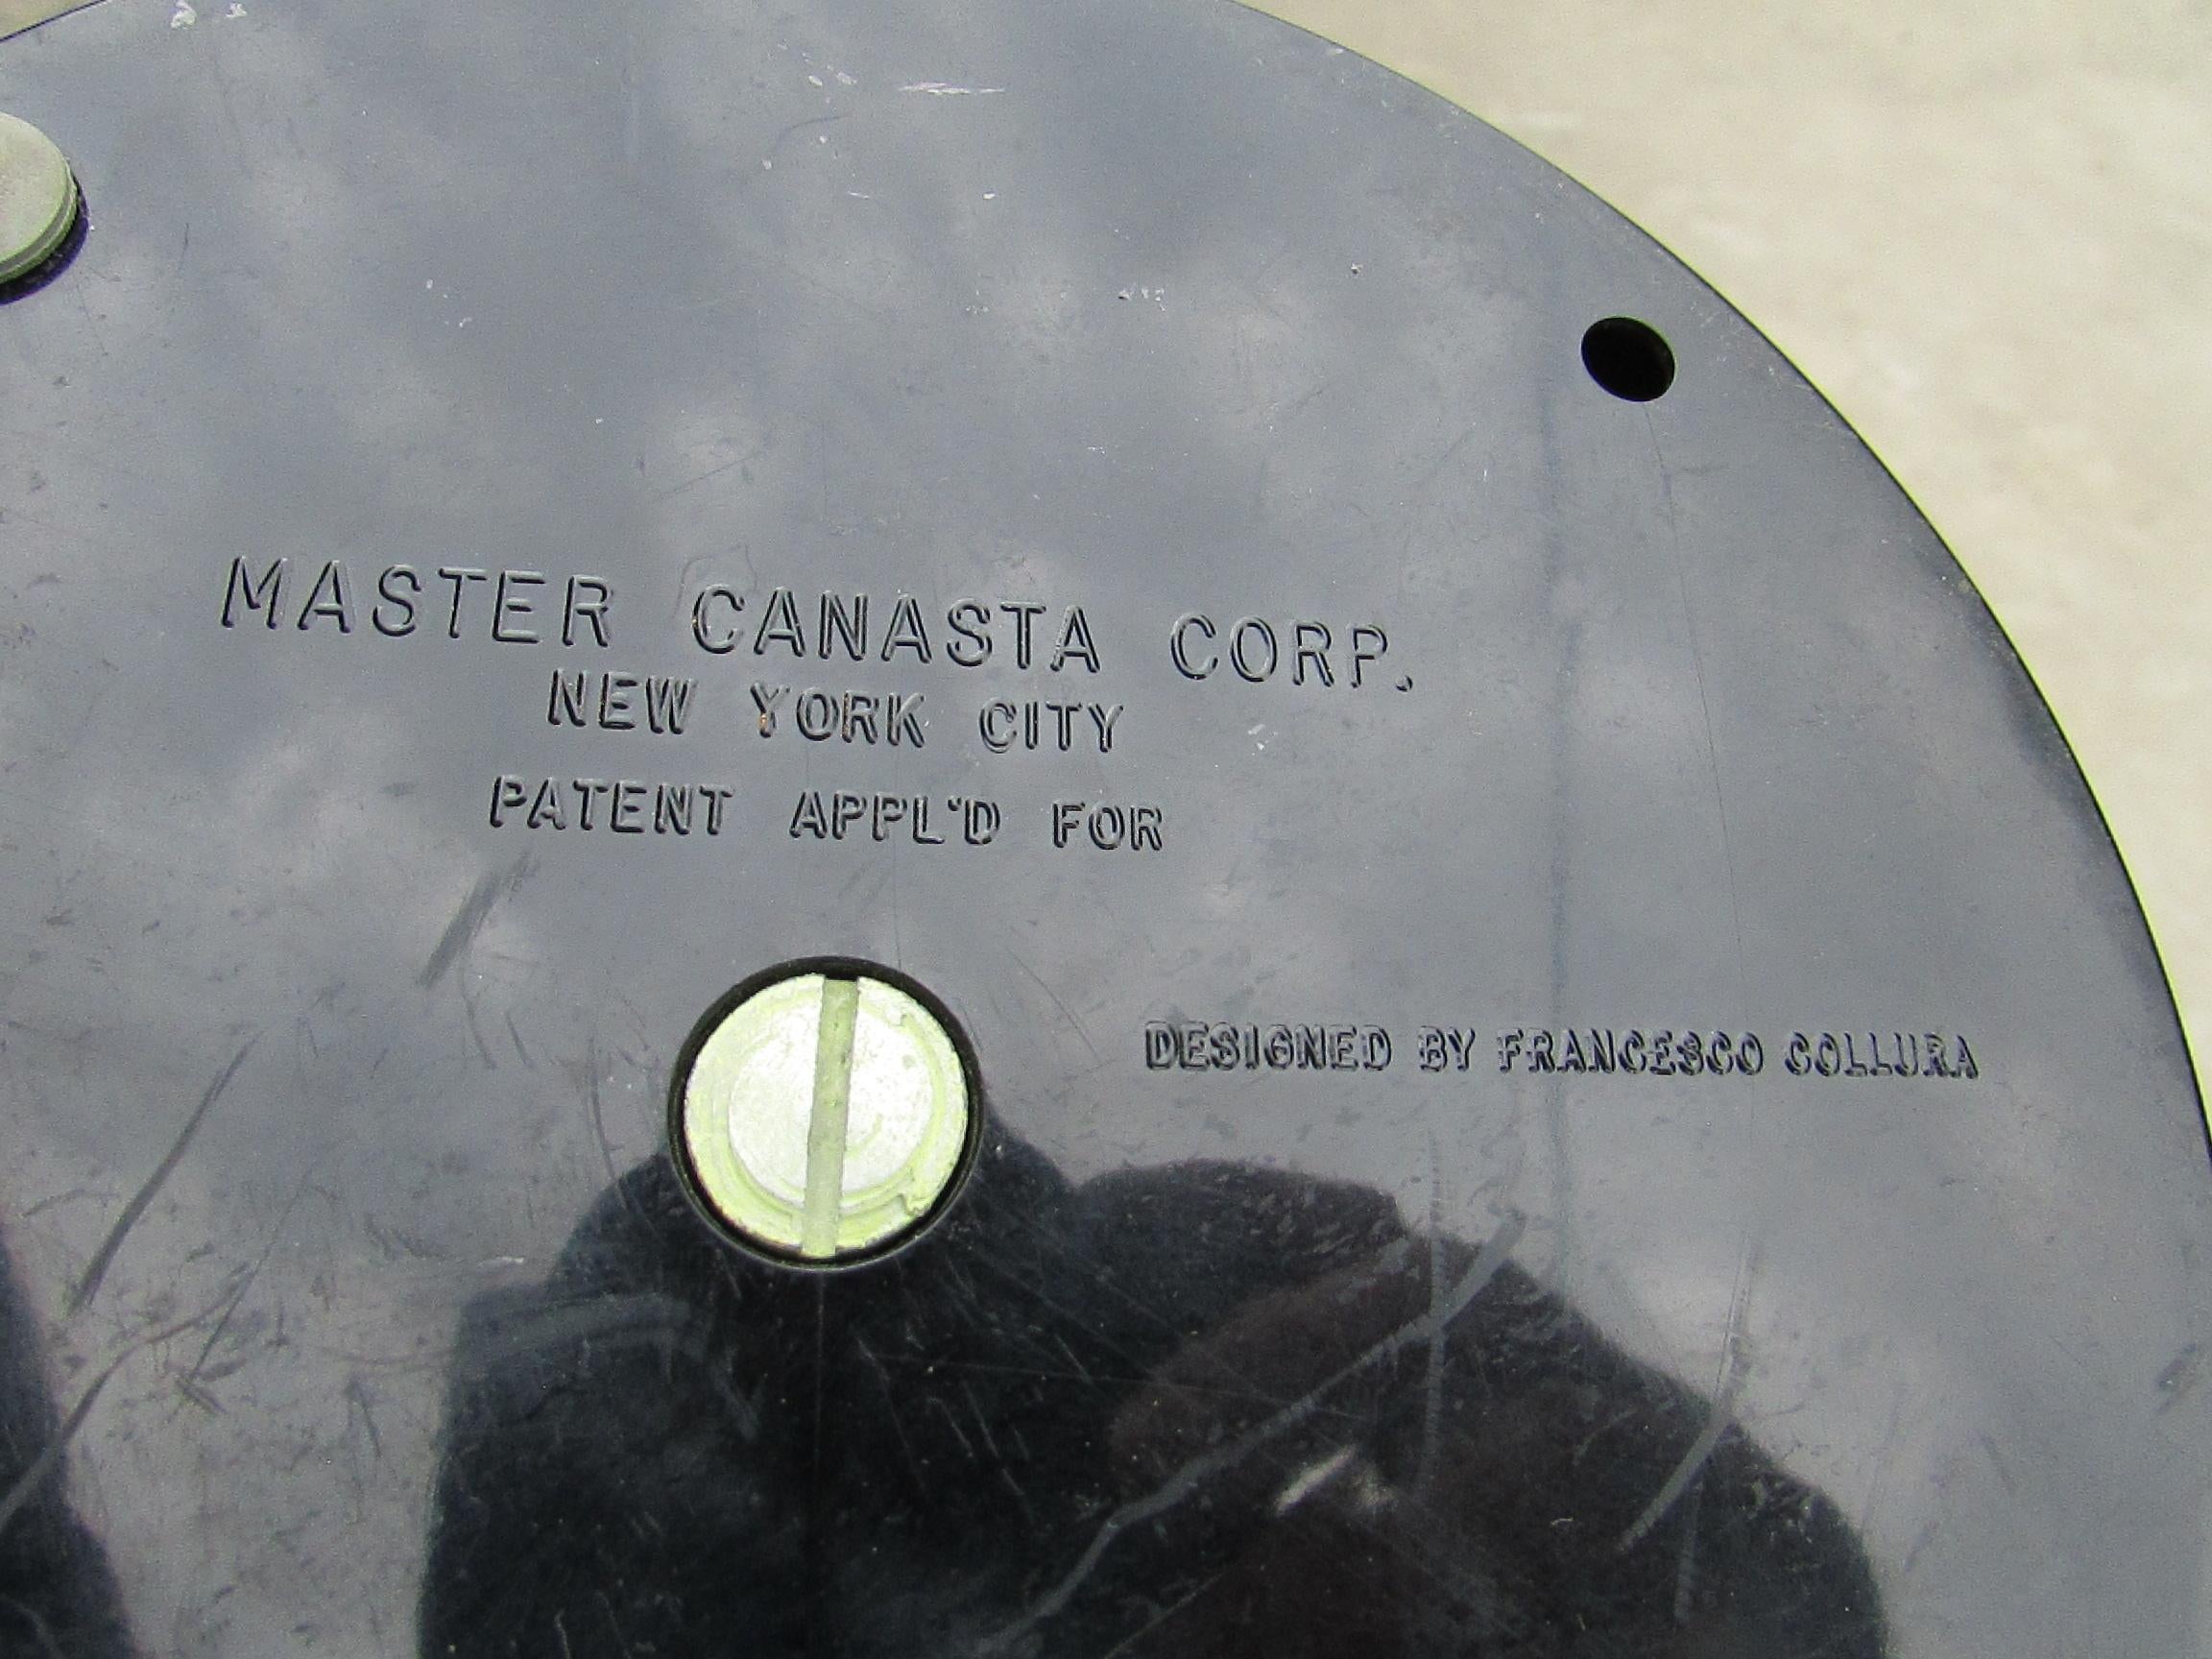 MASTER CANASTA CORP.
NEW YORK CITY
PATENT APPL'D FOR
DESIGNED BY FRANCESCO COLLURA